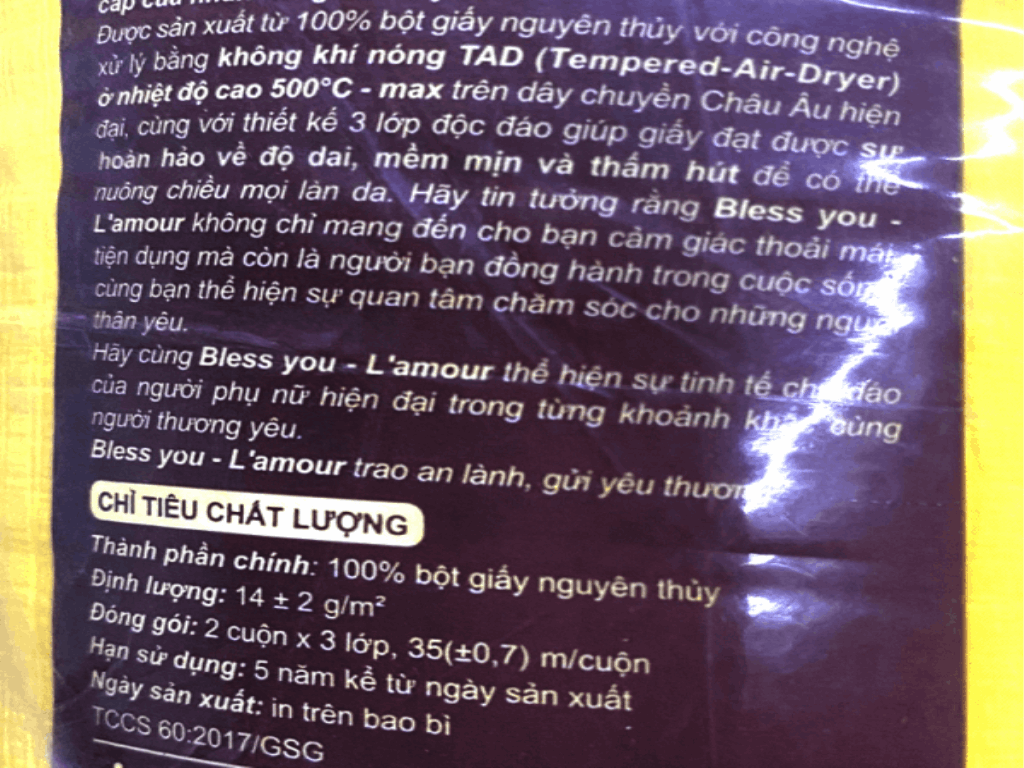 cấp của
Được sản xuất từ 100% bột giấy nguyên thủy với công nghệ
xử lý bằng không khí nóng TAD (Tempered-Air-Dryer)
ở nhiệt độ cao 500°C - max trên dây chuyền Châu Âu hiện
đại, cùng với thiết kế 3 lớp độc đáo giúp giấy đạt được sự
hoàn hảo về độ dai, mềm mịn và thấm hút để có thể
nuông chiều mọi làn da. Hãy tin tưởng rằng Bless you -
L'amour không chỉ mang đến cho bạn cảm giác thoải mái,
tiện dụng mà còn là người bạn đồng hành trong cuộc sống
cùng bạn thể hiện sự quan tâm chăm sóc cho những người
thân yêu.
Hãy cùng Bless you - L'amour thể hiện sự tinh tế chu đáo
của người phụ nữ hiện đại trong từng khoảnh khắc cùng
người thương yêu.
Bless you - L'amour trao an lành, gửi yêu thương
CHỈ TIÊU CHẤT LƯỢNG
Thành phần chính: 100% bột giấy nguyên thủy
Định lượng: 14 ± 2 g/m²
Đóng gói: 2 cuộn x 3 lớp, 35(±0,7) m/cuộn
Hạn sử dụng: 5 năm kể từ ngày sản xuất
Ngày sản xuất: in trên bao bì
TCCS 60:2017/GSG